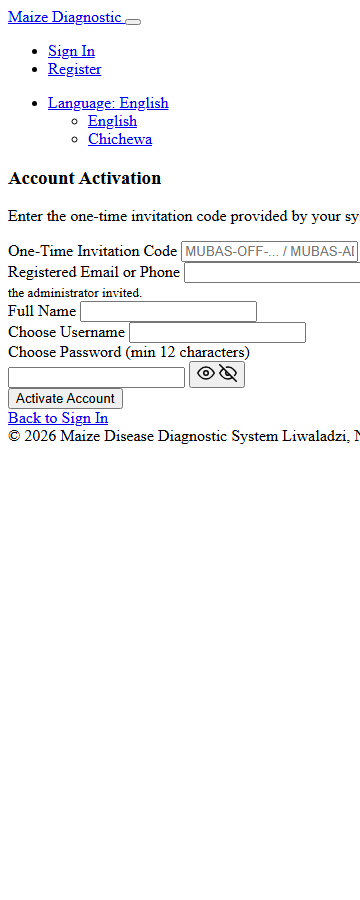 Maize Diagnostic
Sign In
Register
Language: English
English
Chichewa
Account Activation
Enter the one-time invitation code provided by your
One-Time Invitation Code MUBAS-OFF-... / MUBAS-
Registered Email or Phone
the administrator invited.
Full Name
Choose Username
Choose Password (min 12 characters)
Activate Account
Back to Sign In
© 2026 Maize Disease Diagnostic System Liwaladzi,